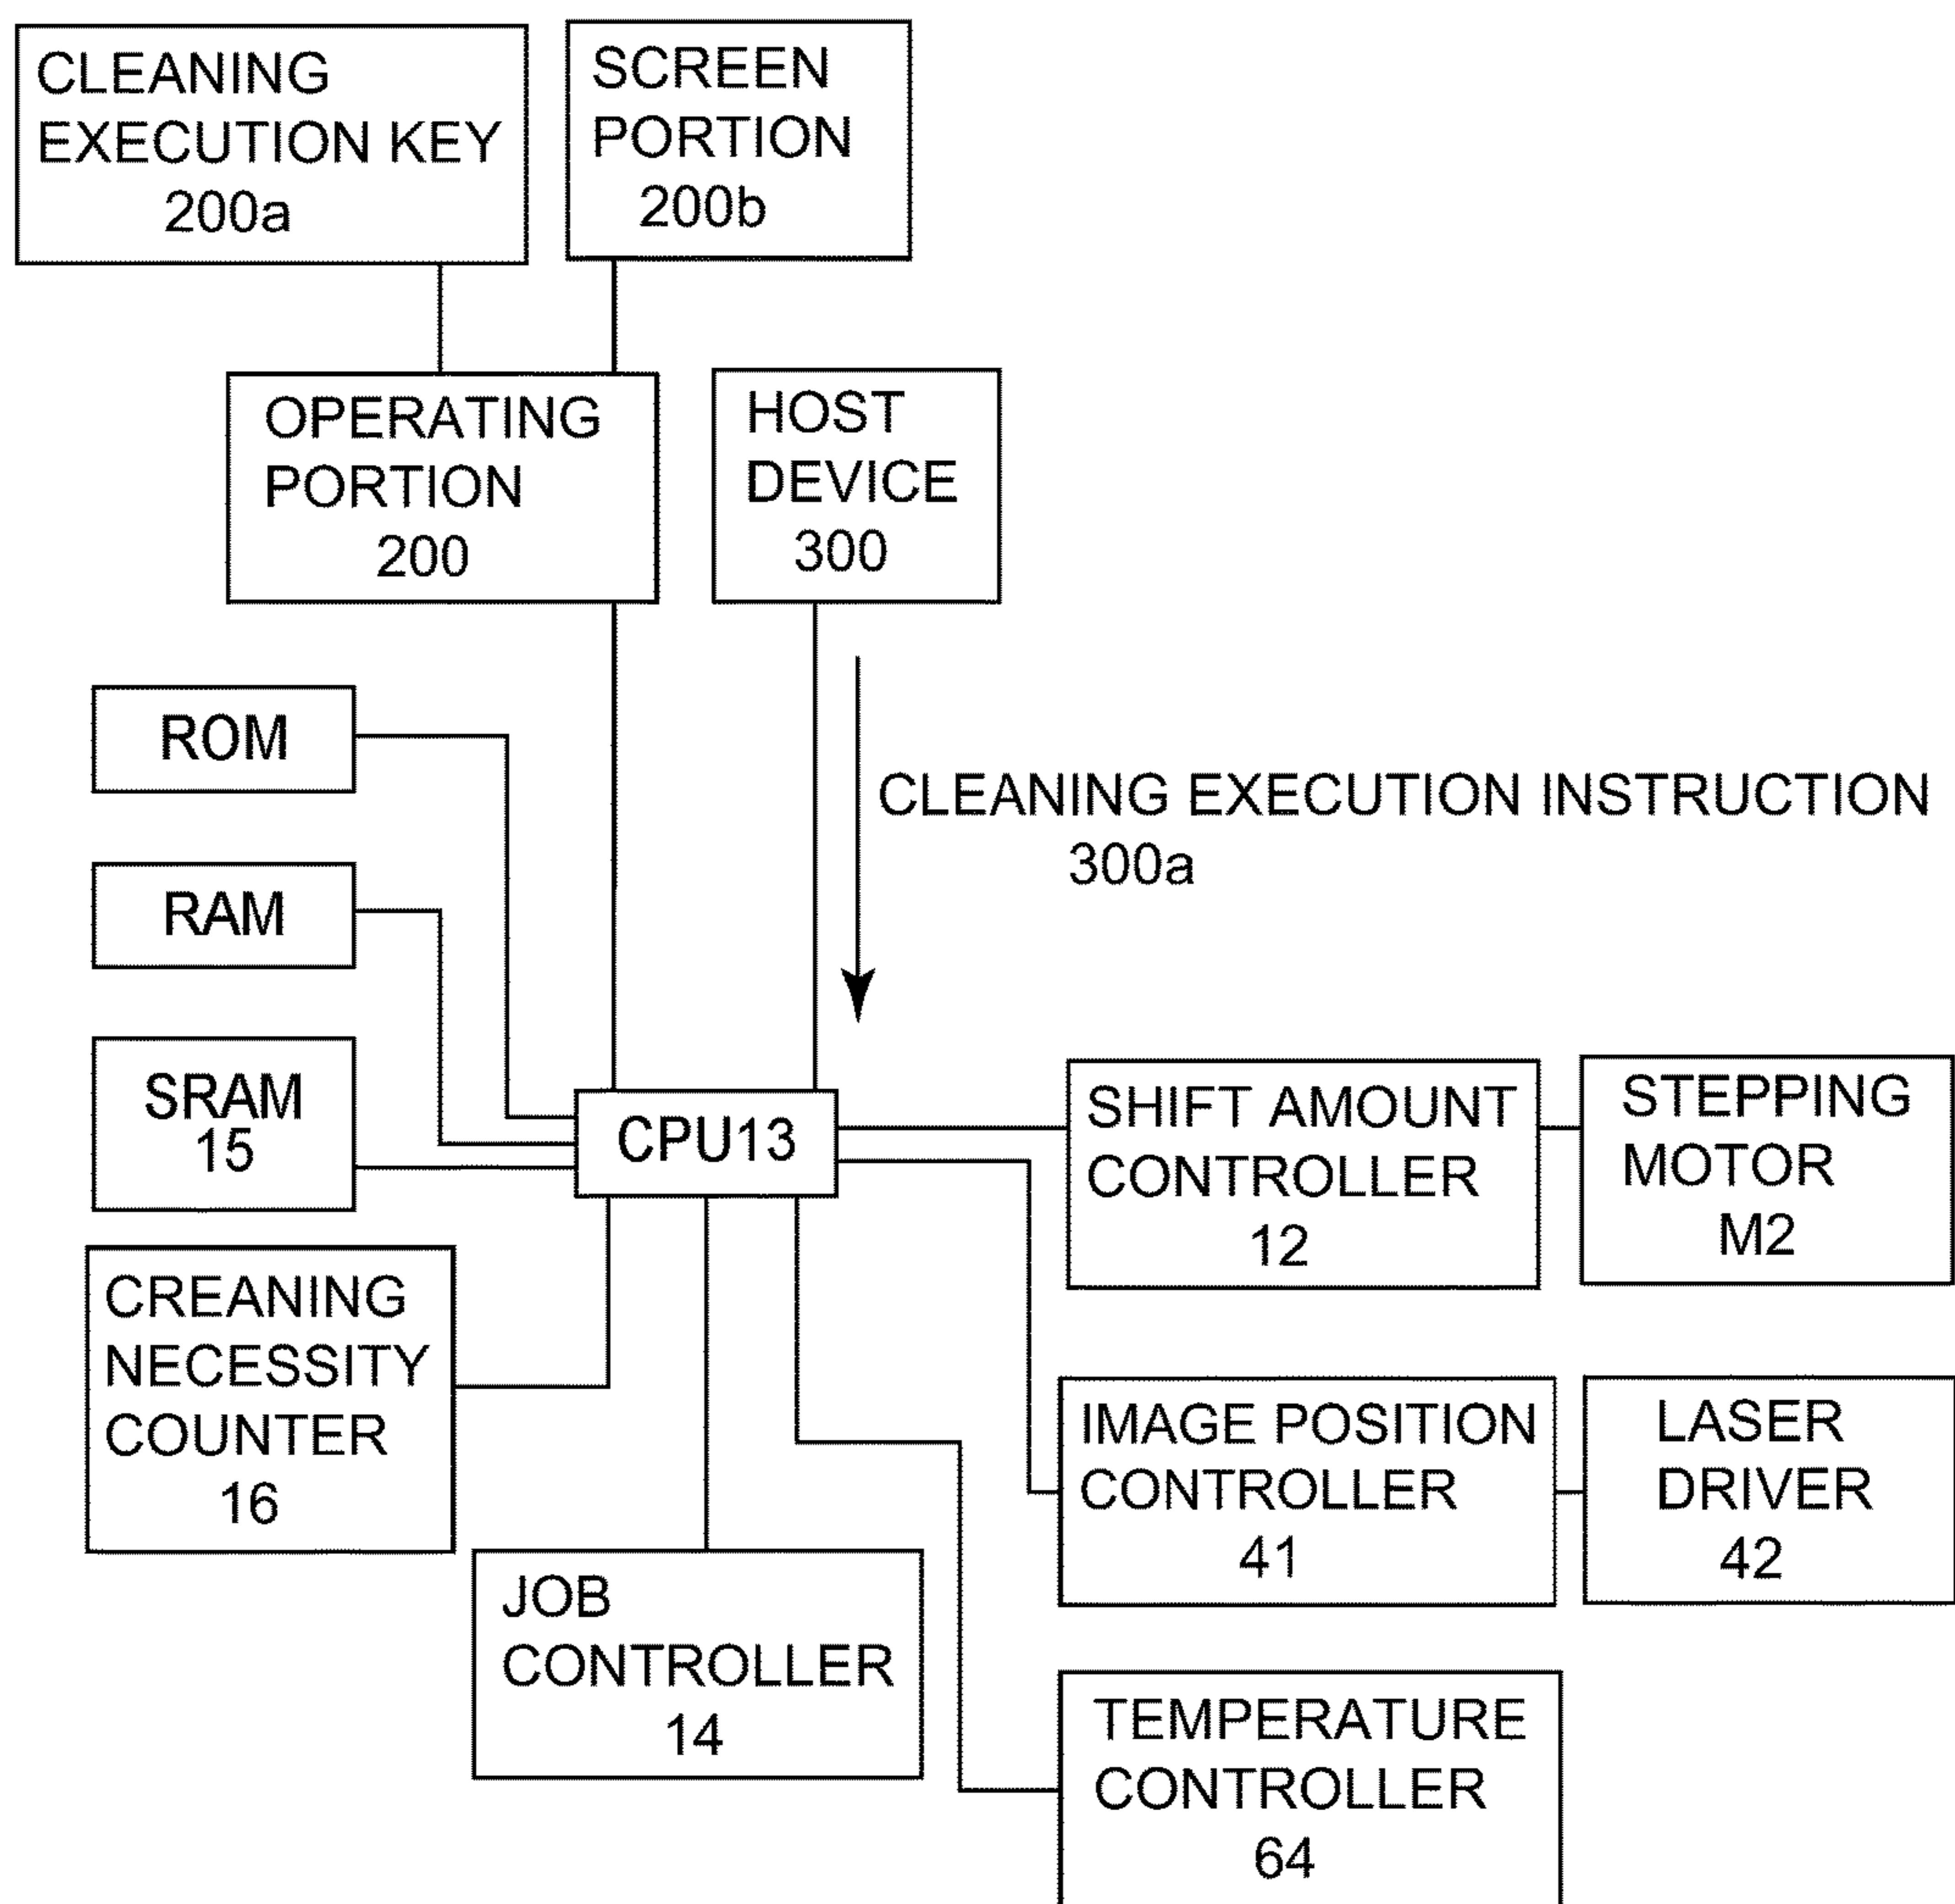 CLEANING
EXECUTION KEY
200a
SCREEN
PORTION
200b
OPERATING
PORTION
200
HOST
DEVICE
300
ROM
RAM
SRAM
15
CLEANING EXECUTION INSTRUCTION
300a
CPU13
SHIFT AMOUNT
CONTROLLER
12
STEPPING
MOTOR
M2
CREANING
NECESSITY
COUNTER
16
IMAGE POSITION
CONTROLLER
41
LASER
DRIVER
42
JOB
CONTROLLER
14
TEMPERATURE
CONTROLLER
64